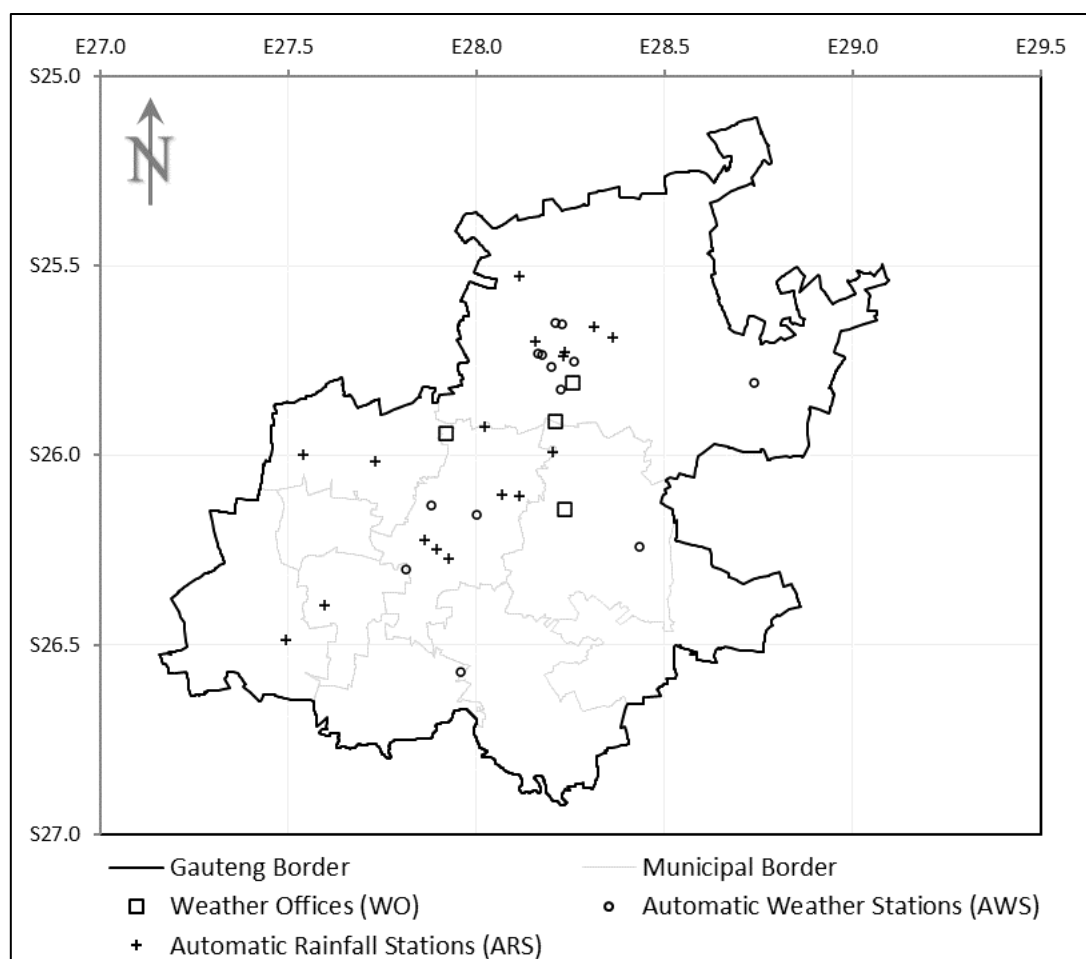 E27.0 E27.5 E28.0 E28.5 E29.0 E29.5
S25.0
N
S25.5
S26.0
S26.5
S27.0
Gauteng Border Municipal Border
Weather Offices (WO) Automatic Weather Stations (AWS)
Automatic Rainfall Stations (ARS)